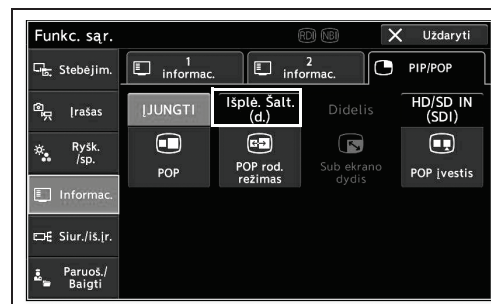 Funkc. sąr.
RDI NBI
X Uždaryti
Stebėjim.
1
informac.
2
informac.
PIP/POP
Įrašas
ĮJUNGTI
Išplė. Šalt.
(d.)
Didelis
HD/SD IN
(SDI)
Ryšk.
/sp.
POP
POP rod.
režimas
Sub ekrano
dydis
POP įvestis
Informac.
Siur./iš.įr.
Paruoš./
Baigti